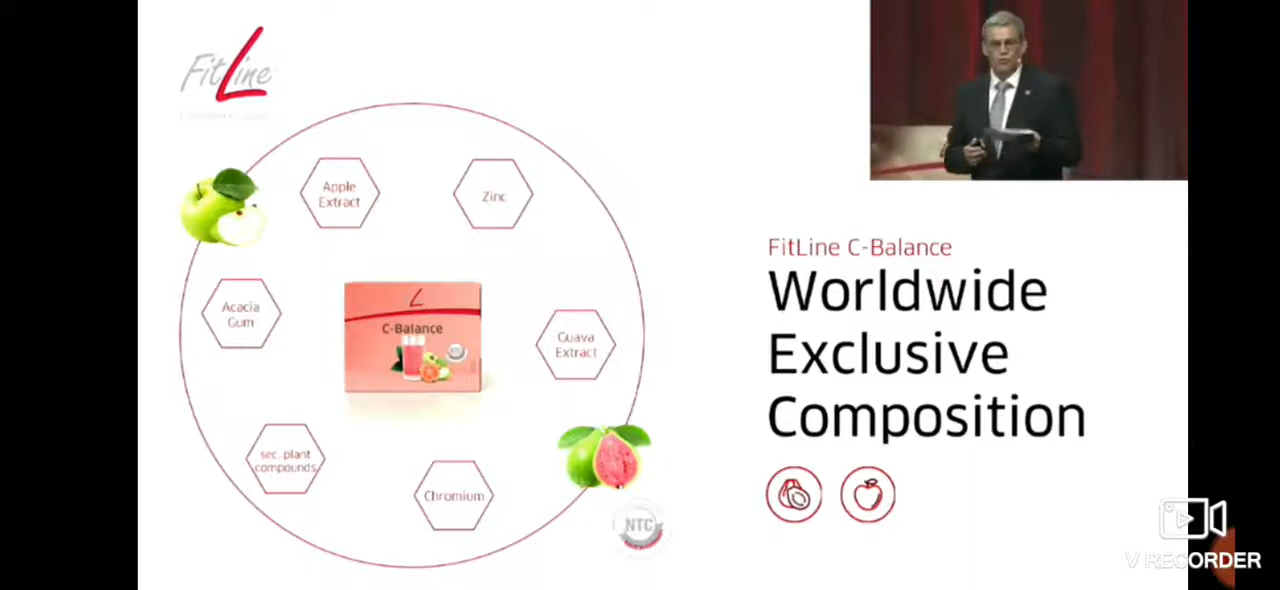 FitLine
Apple
Extract
Zinc
Acacia
Gum
C-Balance
Guava
Extract
sec. plant
compounds
Chromium
NTC
FitLine C-Balance
Worldwide
Exclusive
Composition
V RECORDER